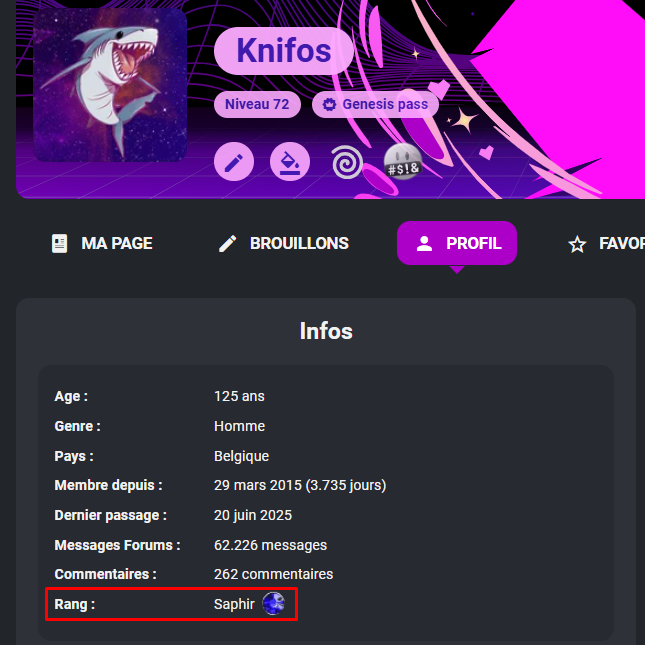 Knifos
Niveau 72
Genesis pass
#$!&
MA PAGE
BROUILLONS
PROFIL
FAVOR
Infos
Age : 125 ans
Genre : Homme
Pays : Belgique
Membre depuis : 29 mars 2015 (3.735 jours)
Dernier passage : 20 juin 2025
Messages Forums : 62.226 messages
Commentaires : 262 commentaires
Rang : Saphir